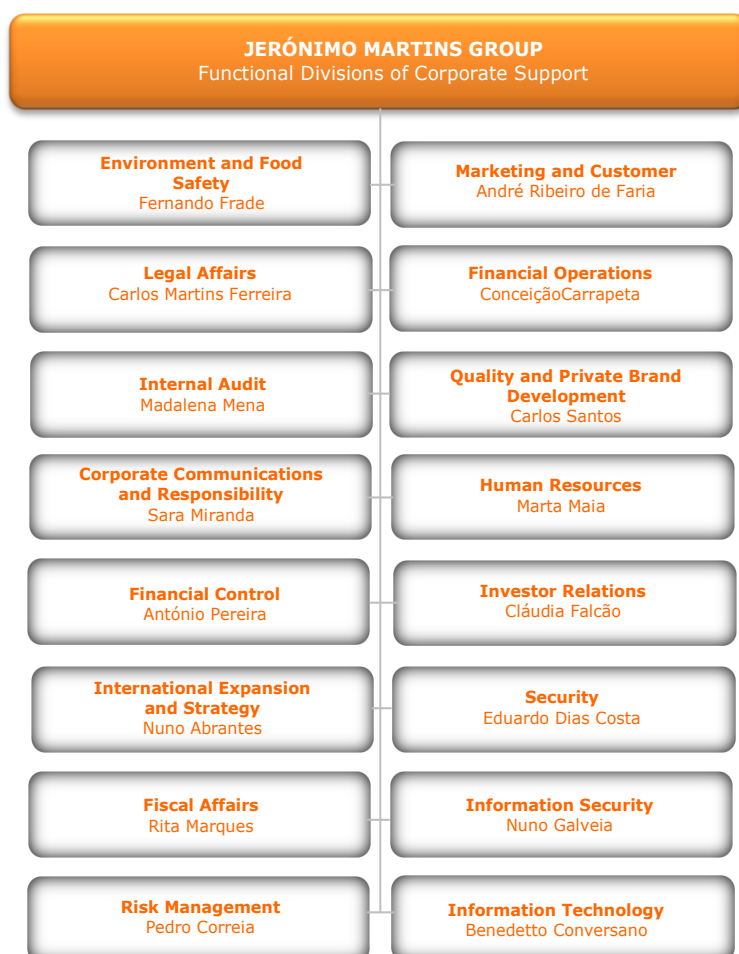 JERÓNIMO MARTINS GROUP
Functional Divisions of Corporate Support
Environment and Food
Safety
Fernando Frade
Marketing and Customer
André Ribeiro de Faria
Legal Affairs
Carlos Martins Ferreira
Financial Operations
ConceiçãoCarrapeta
Internal Audit
Madalena Mena
Quality and Private Brand
Development
Carlos Santos
Corporate Communications
and Responsibility
Sara Miranda
Human Resources
Marta Maia
Financial Control
António Pereira
Investor Relations
Cláudia Falcão
International Expansion
and Strategy
Nuno Abrantes
Security
Eduardo Dias Costa
Fiscal Affairs
Rita Marques
Information Security
Nuno Galveia
Risk Management
Pedro Correia
Information Technology
Benedetto Conversano